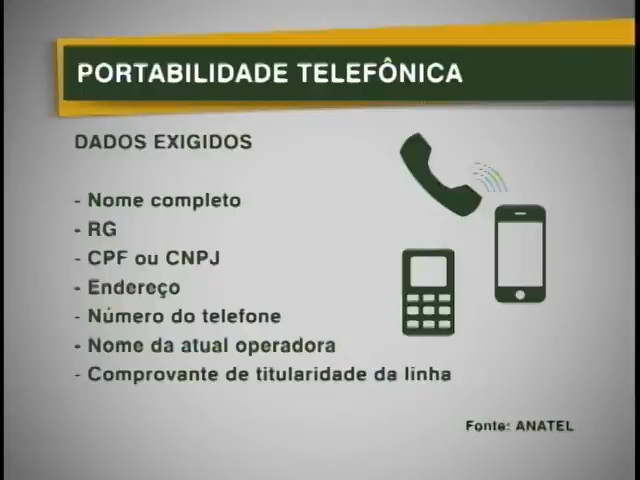 PORTABILIDADE TELEFÔNICA
DADOS EXIGIDOS
- Nome completo
- RG
- CPF ou CNPJ
- Endereço
- Número do telefone
- Nome da atual operadora
- Comprovante de titularidade da linha
Fonte: ANATEL